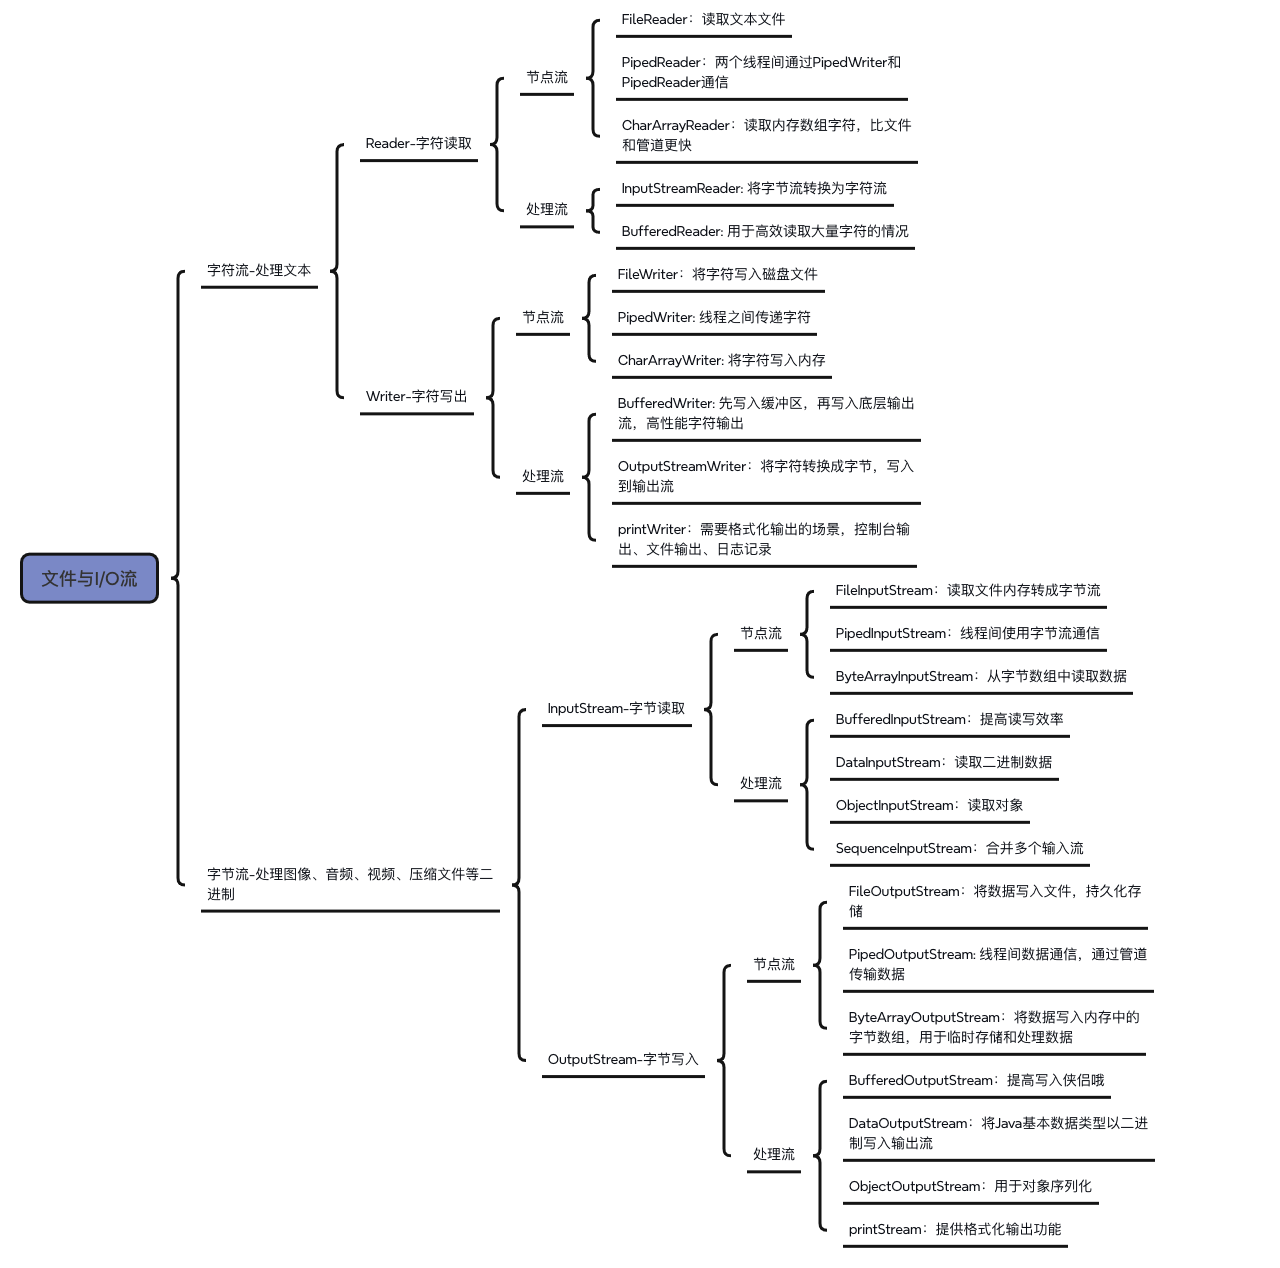 文件与I/O流
字符流-处理文本
Reader-字符读取
节点流
FileReader：读取文本文件
PipedReader：两个线程间通过PipedWriter和
PipedReader通信
CharArrayReader：读取内存数组字符，比文件
和管道更快
处理流
InputStreamReader: 将字节流转换为字符流
BufferedReader: 用于高效读取大量字符的情况
Writer-字符写出
节点流
FileWriter：将字符写入磁盘文件
PipedWriter: 线程之间传递字符
CharArrayWriter: 将字符写入内存
处理流
BufferedWriter: 先写入缓冲区，再写入底层输出
流，高性能字符输出
OutputStreamWriter：将字符转换成字节，写入
到输出流
printWriter：需要格式化输出的场景，控制台输
出、文件输出、日志记录
字节流-处理图像、音频、视频、压缩文件等二
进制
InputStream-字节读取
节点流
FileInputStream：读取文件内存转成字节流
PipedInputStream：线程间使用字节流通信
ByteArrayInputStream：从字节数组中读取数据
处理流
BufferedInputStream：提高读写效率
DataInputStream：读取二进制数据
ObjectInputStream：读取对象
SequenceInputStream：合并多个输入流
OutputStream-字节写入
节点流
FileOutputStream：将数据写入文件，持久化存
储
PipedOutputStream: 线程间数据通信，通过管道
传输数据
ByteArrayOutputStream：将数据写入内存中的
字节数组，用于临时存储和处理数据
处理流
BufferedOutputStream：提高写入侠侣哦
DataOutputStream：将Java基本数据类型以二进
制写入输出流
ObjectOutputStream：用于对象序列化
printStream：提供格式化输出功能